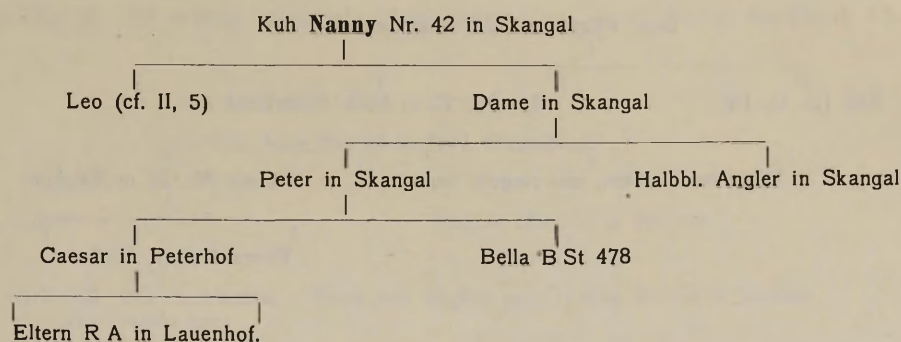 Kuh Nanny Nr. 42 in Skangal
Leo (cf. II, 5) Dame in Skangal
Peter in Skangal Halbbl. Angler in Skangal
Caesar in Peterhof Bella B St 478
Eltern R A in Lauenhof.